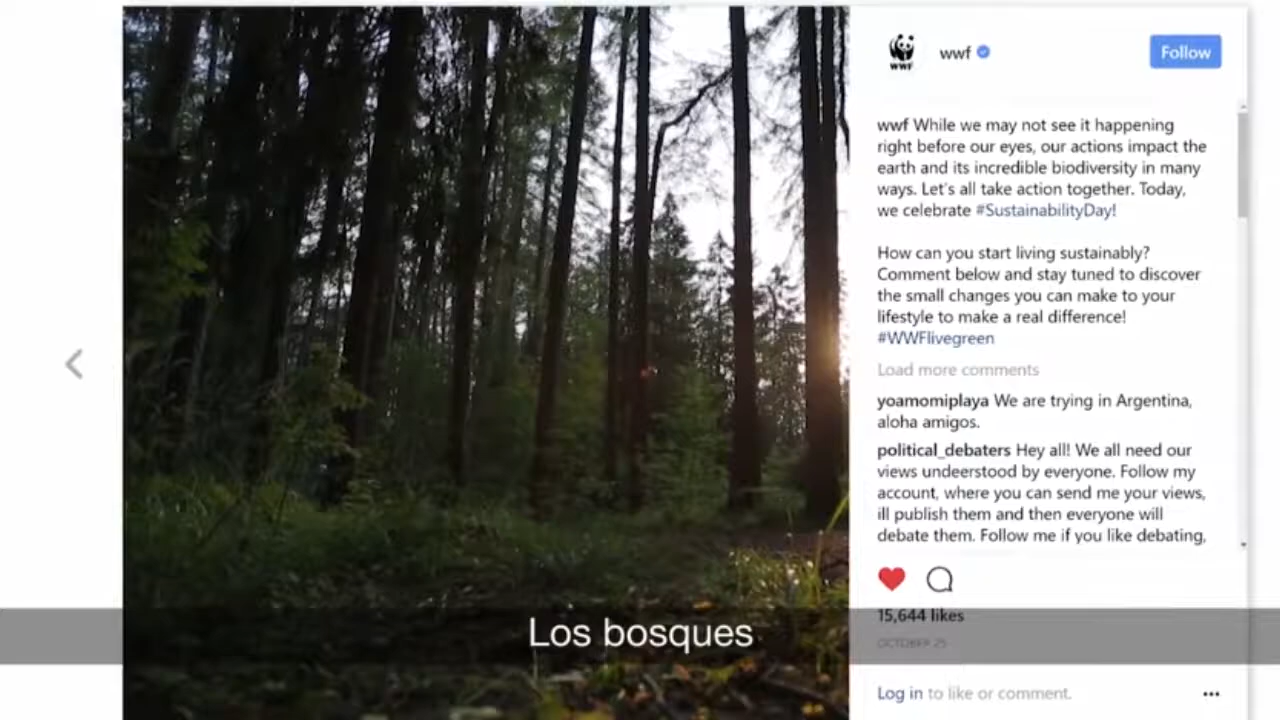 WWF
wwf
Follow
wwf While we may not see it happening
right before our eyes, our actions impact the
earth and its incredible biodiversity in many
ways. Let's all take action together. Today,
we celebrate #SustainabilityDay!
How can you start living sustainably?
Comment below and stay tuned to discover
the small changes you can make to your
lifestyle to make a real difference!
#WWFlivegreen
Load more comments
yoamomiplaya We are trying in Argentina,
aloha amigos.
political_debaters Hey all! We all need our
views undeerstood by everyone. Follow my
account, where you can send me your views,
ill publish them and then everyone will
debate them. Follow me if you like debating,
15,644 likes
OCTOBER 25
Los bosques
Log in to like or comment.